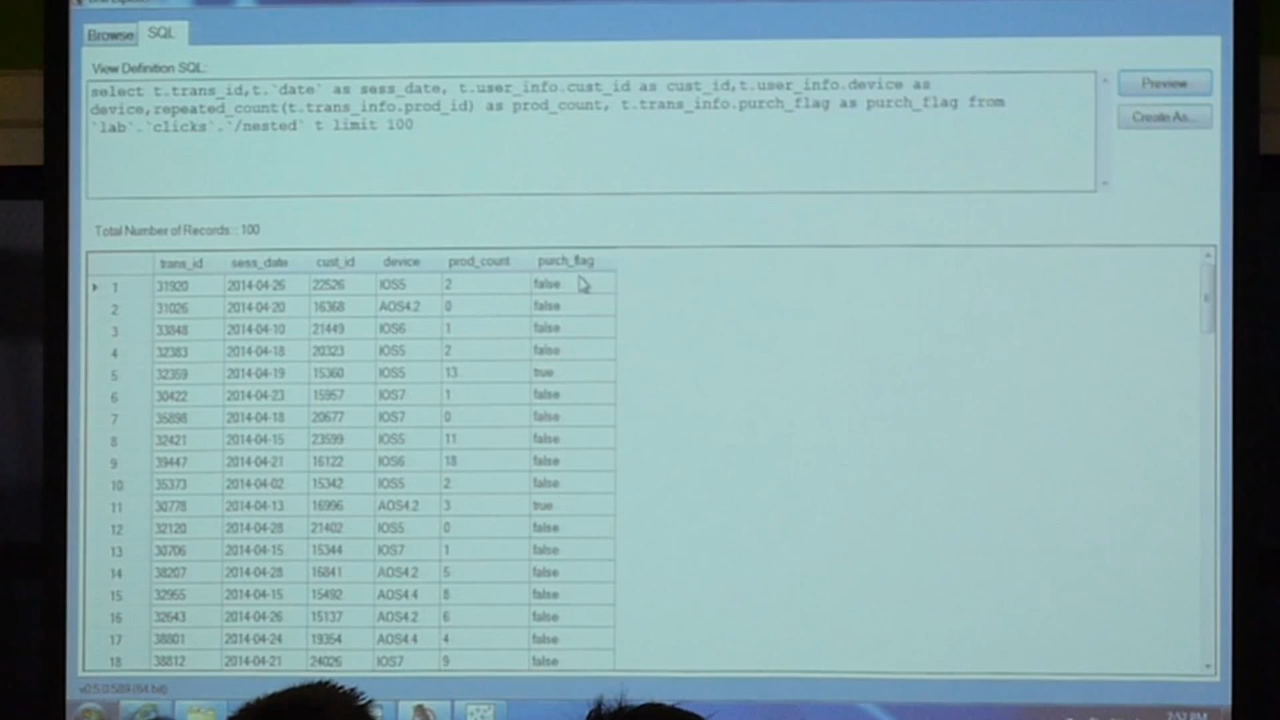 Browse SQL
View Definition SQL:
select t.trans_id,t.`date` as sess_date, t.user_info.cust_id as cust_id,t.user_info.device as
device,repeated_count(t.trans_info.prod_id) as prod_count, t.trans_info.purch_flag as purch_flag from
`lab`.`clicks`.`/nested` t limit 100
Preview
Create As...
Total Number of Records: : 100
trans_id sess_date cust_id device prod_count purch_flag
1 31920 2014-04-26 22526 IOS5 2 false
2 31026 2014-04-20 16368 AOS4.2 0 false
3 33848 2014-04-10 21449 IOS6 1 false
4 32383 2014-04-18 20323 IOS5 2 false
5 32359 2014-04-19 15360 IOS5 13 true
6 30422 2014-04-23 15957 IOS7 1 false
7 35898 2014-04-18 20677 IOS7 0 false
8 32421 2014-04-15 23599 IOS5 11 false
9 39447 2014-04-21 16122 IOS6 18 false
10 35373 2014-04-02 15342 IOS5 2 false
11 30778 2014-04-13 16996 AOS4.2 3 true
12 32120 2014-04-28 21402 IOS5 0 false
13 30706 2014-04-15 15344 IOS7 1 false
14 38207 2014-04-28 16841 AOS4.2 5 false
15 32955 2014-04-15 15492 AOS4.4 8 false
16 32643 2014-04-26 15137 AOS4.2 6 false
17 38801 2014-04-24 19354 AOS4.4 4 false
18 38812 2014-04-21 24026 IOS7 9 false
v0.5.0.589 (64 bit)
2:52 PM